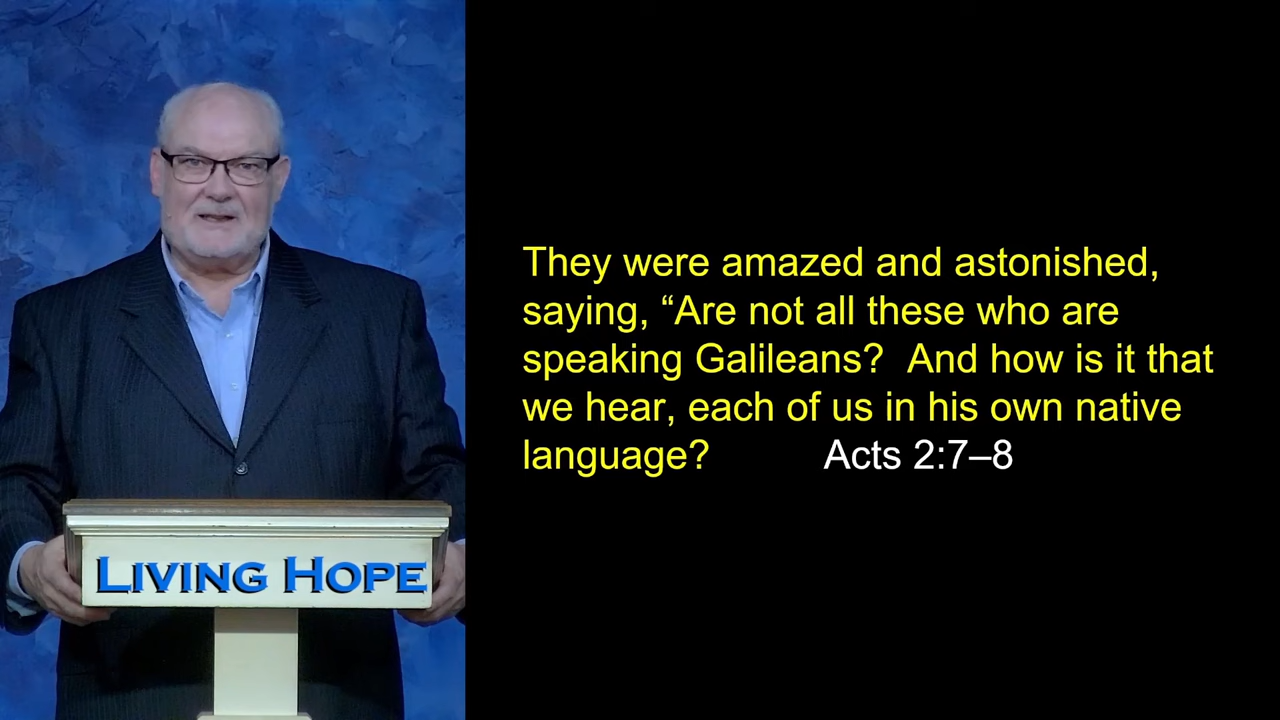 They were amazed and astonished,
saying, “Are not all these who are
speaking Galileans?  And how is it that
we hear, each of us in his own native
language? Acts 2:7–8
LIVING HOPE